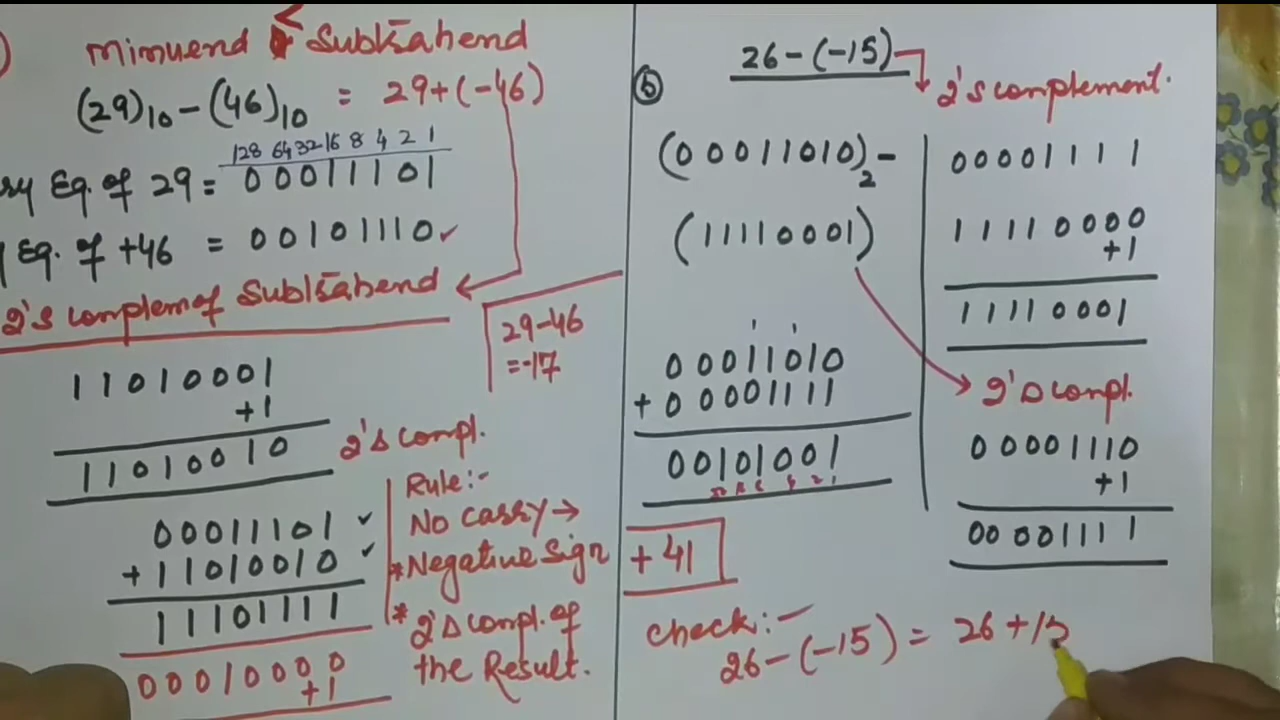 )
Minuend < Subtrahend
(29)10 - (46)10 = 29+(-46)
128 64 32 16 8 4 2 1
Eq. of 29 = 00011101
Eq. of +46 = 00101110 ✓
2's complem of Subtrahend
29-46
=-17
11010001
+1
11010010 2's compl.
00011101 ✓
+11010010 ✓
11101111
00010000
+1
Rule:-
No carry →
* Negative Sign
* 2's compl. of
the Result.
b 26-(-15)
2's complement.
(00011010)2 -
(11110001)
00001111
11110000
+1
11110001
2's compl.
00001110
+1
00001111
1 1
00011010
+00001111
00101001
+41
check:-
26-(-15) = 26+15